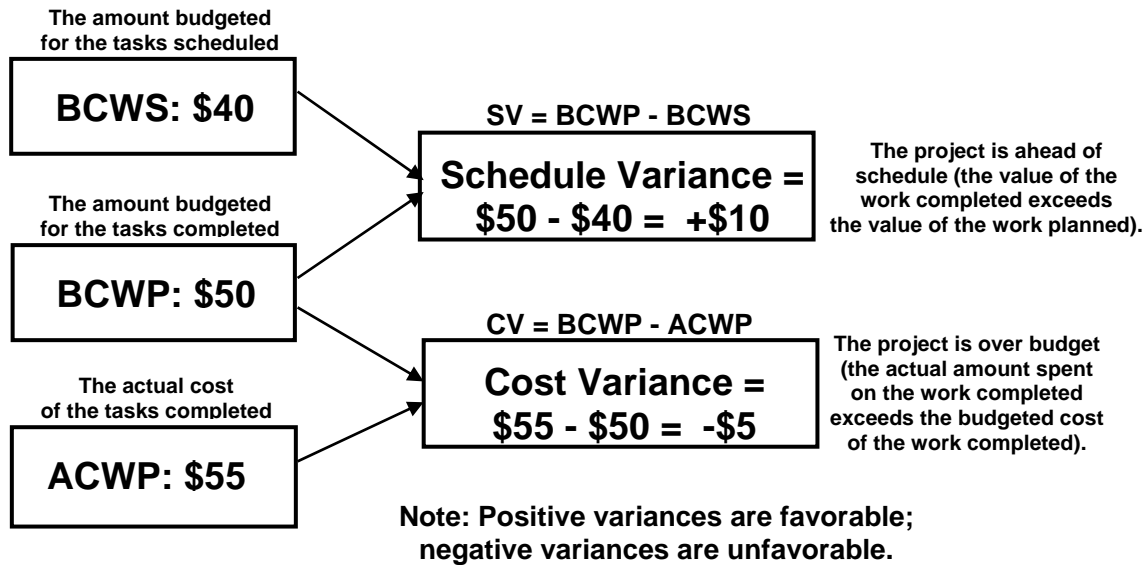 The amount budgeted
for the tasks scheduled
BCWS: $40
The amount budgeted
for the tasks completed
BCWP: $50
The actual cost
of the tasks completed
ACWP: $55
SV = BCWP - BCWS
Schedule Variance =
$50 - $40 = +$10
The project is ahead of
schedule (the value of the
work completed exceeds
the value of the work planned).
CV = BCWP - ACWP
Cost Variance =
$55 - $50 = -$5
The project is over budget
(the actual amount spent
on the work completed
exceeds the budgeted cost
of the work completed).
Note: Positive variances are favorable;
negative variances are unfavorable.